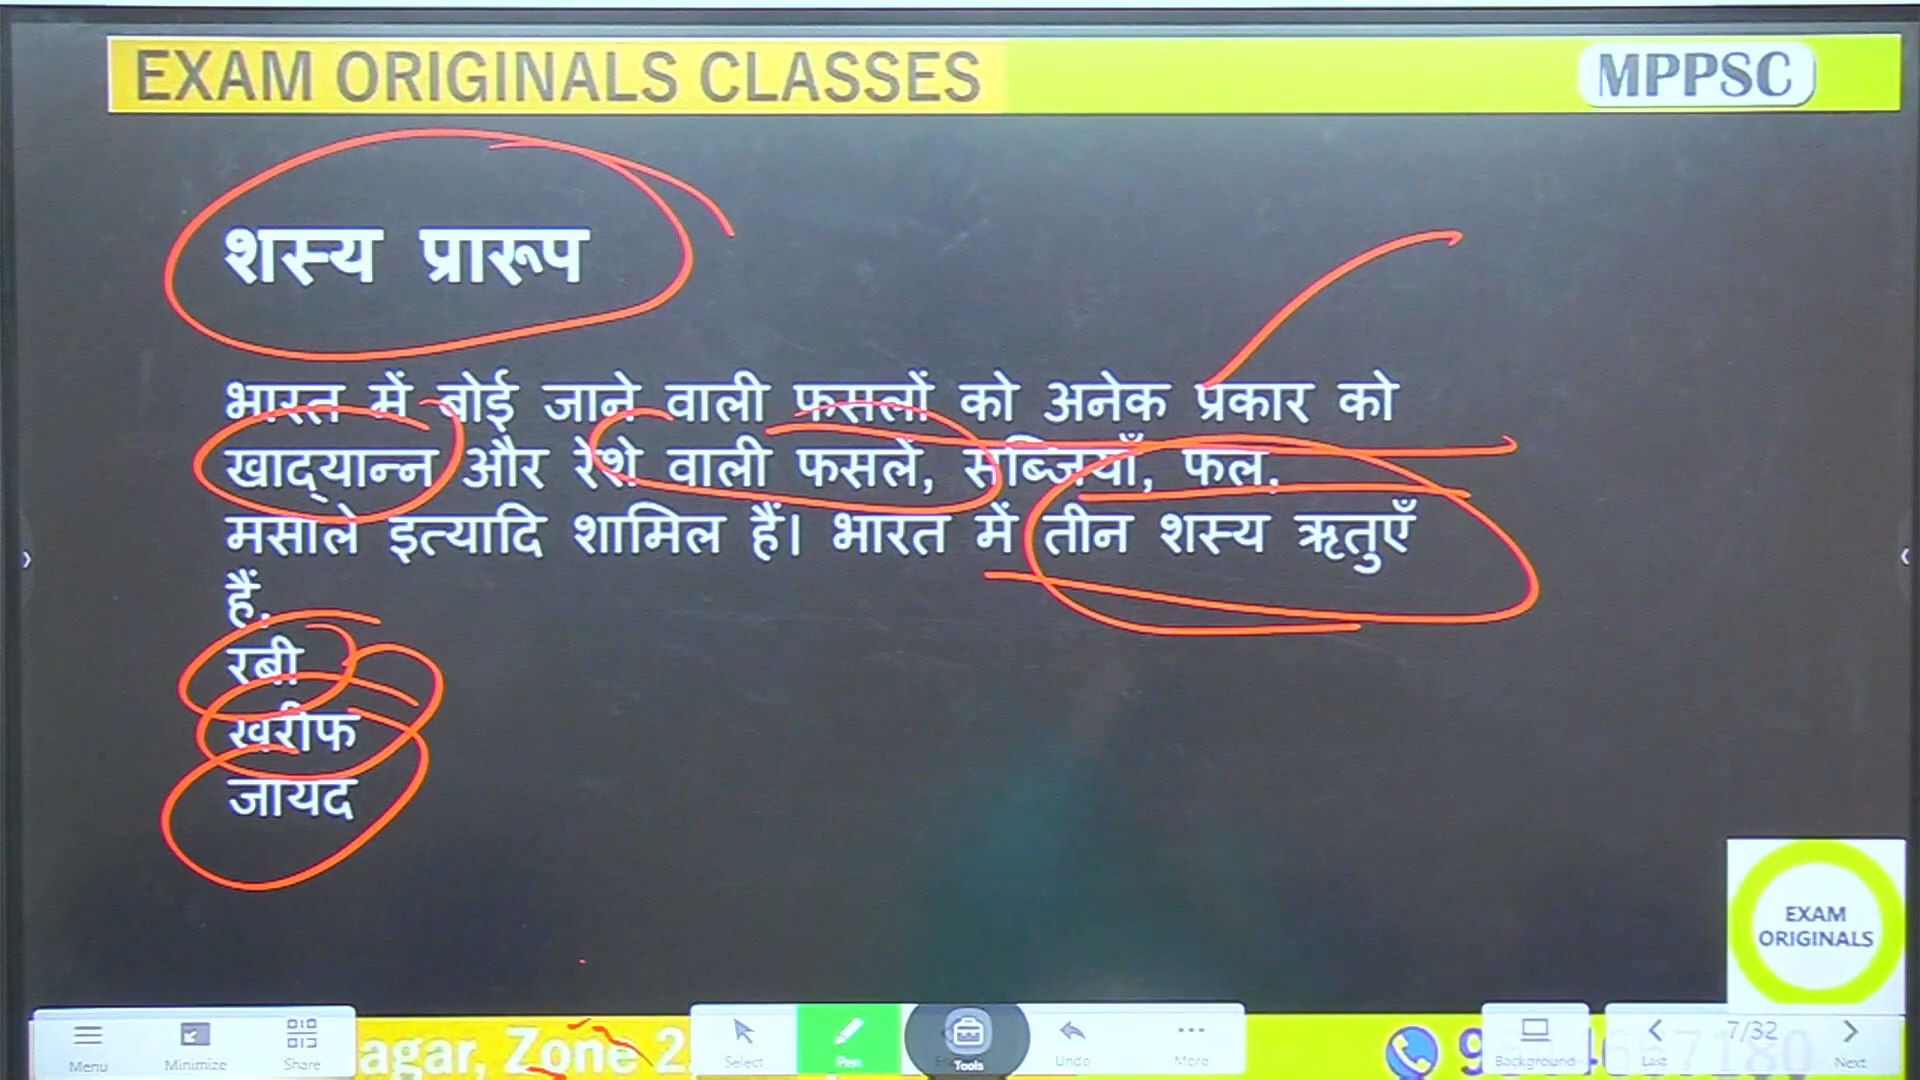 EXAM ORIGINALS CLASSES
MPPSC
शस्य प्रारूप
भारत में बोई जाने वाली फसलों को अनेक प्रकार को
खाद्यान्न और रेशे वाली फसलें, सब्जियाँ, फल,
मसाले इत्यादि शामिल हैं। भारत में तीन शस्य ऋतुएँ
हैं.
रबी
खरीफ
जायद
EXAM
ORIGINALS
agar, Zone 2
Menu
Minimize
Share
Select
Pen
Tools
Undo
More
Background
Last
7/32
Next